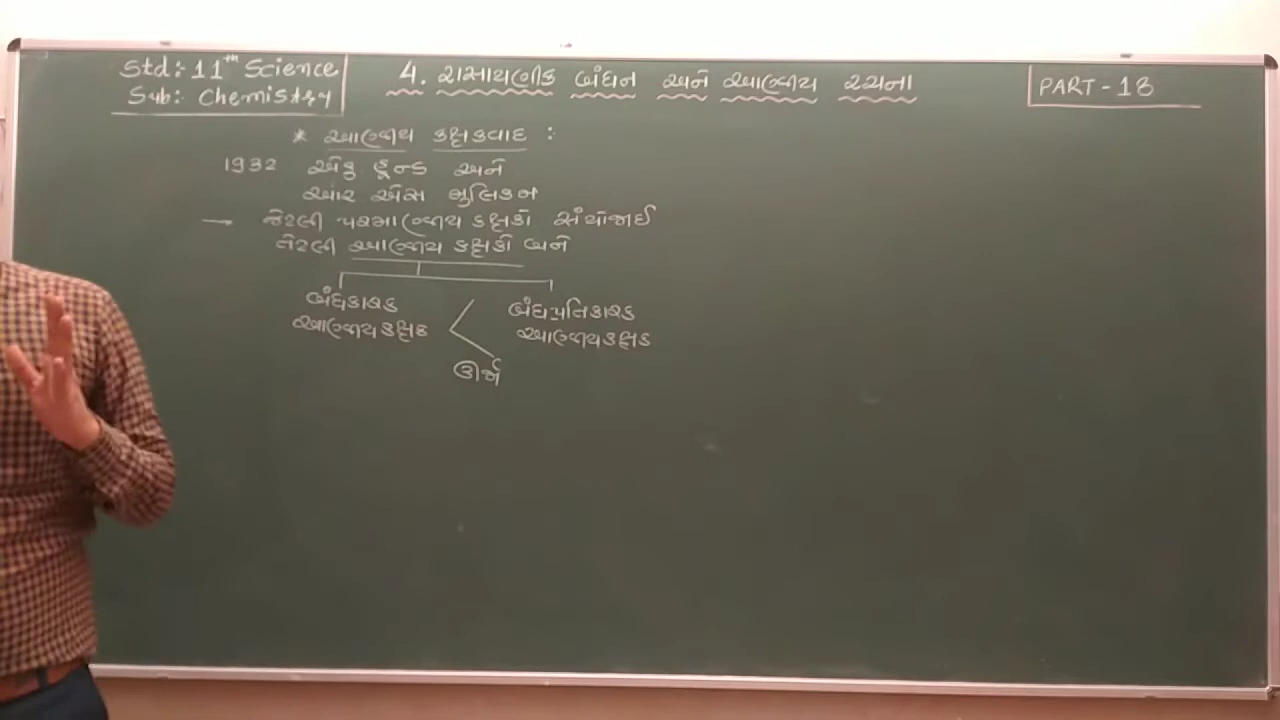 Std: 11th Science
Sub: Chemistry
4. રાસાયણીક બંધન અને આણ્વીય રચના
PART - 18
* આણ્વીય કક્ષકવાદ :
1932 એફ હૂન્ડ અને
આર એસ મુલિકન
→ જેટલી પરમાણ્વીય કક્ષકો સંયોજાઈ
તેટલી આણ્વીય કક્ષકો બને
બંધકારક
આણ્વીયકક્ષક
બંધપ્રતિકારક
આણ્વીયકક્ષક
ઊર્જા